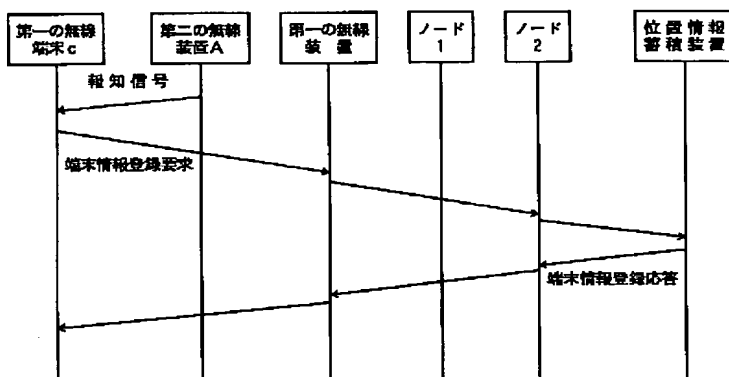 第一の無線
端末c
第二の無線
装置A
第一の無線
装置
ノード
1
ノード
2
位置情報
蓄積装置
報知信号
端末情報登録要求
端末情報登録応答